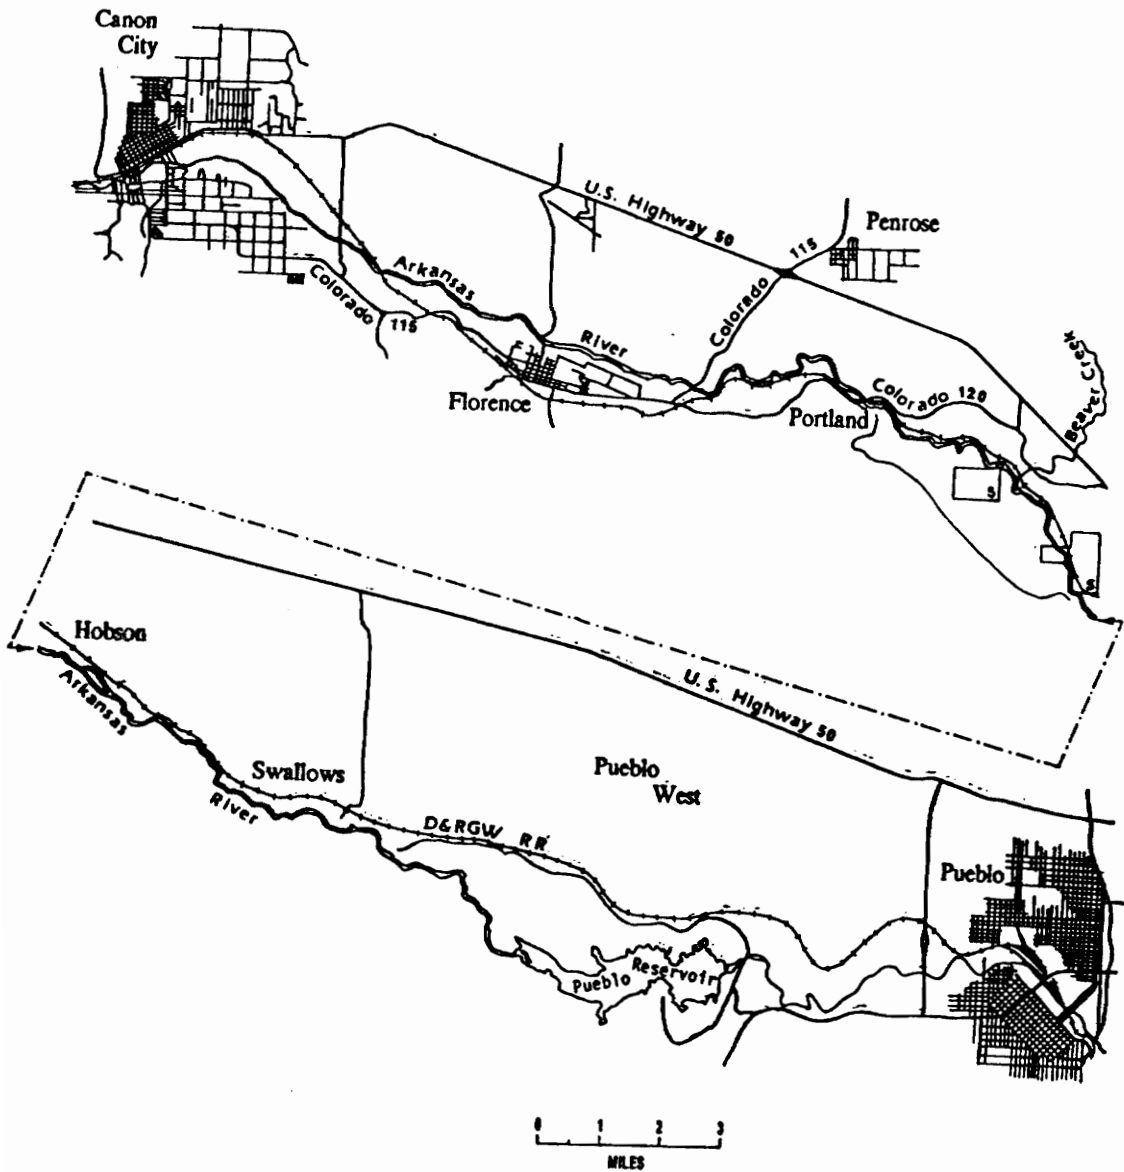 Canon
City
U.S. Highway 50
Penrose
115
Colorado
Arkansas
River
Colorado
115
Florence
Portland
Colorado 120
Beaver Creek
S
S
Hobson
Arkansas
River
Swallows
U.S. Highway 50
Pueblo
West
D&RGW RR
Pueblo
Pueblo Reservoir
0 1 2 3
MILES